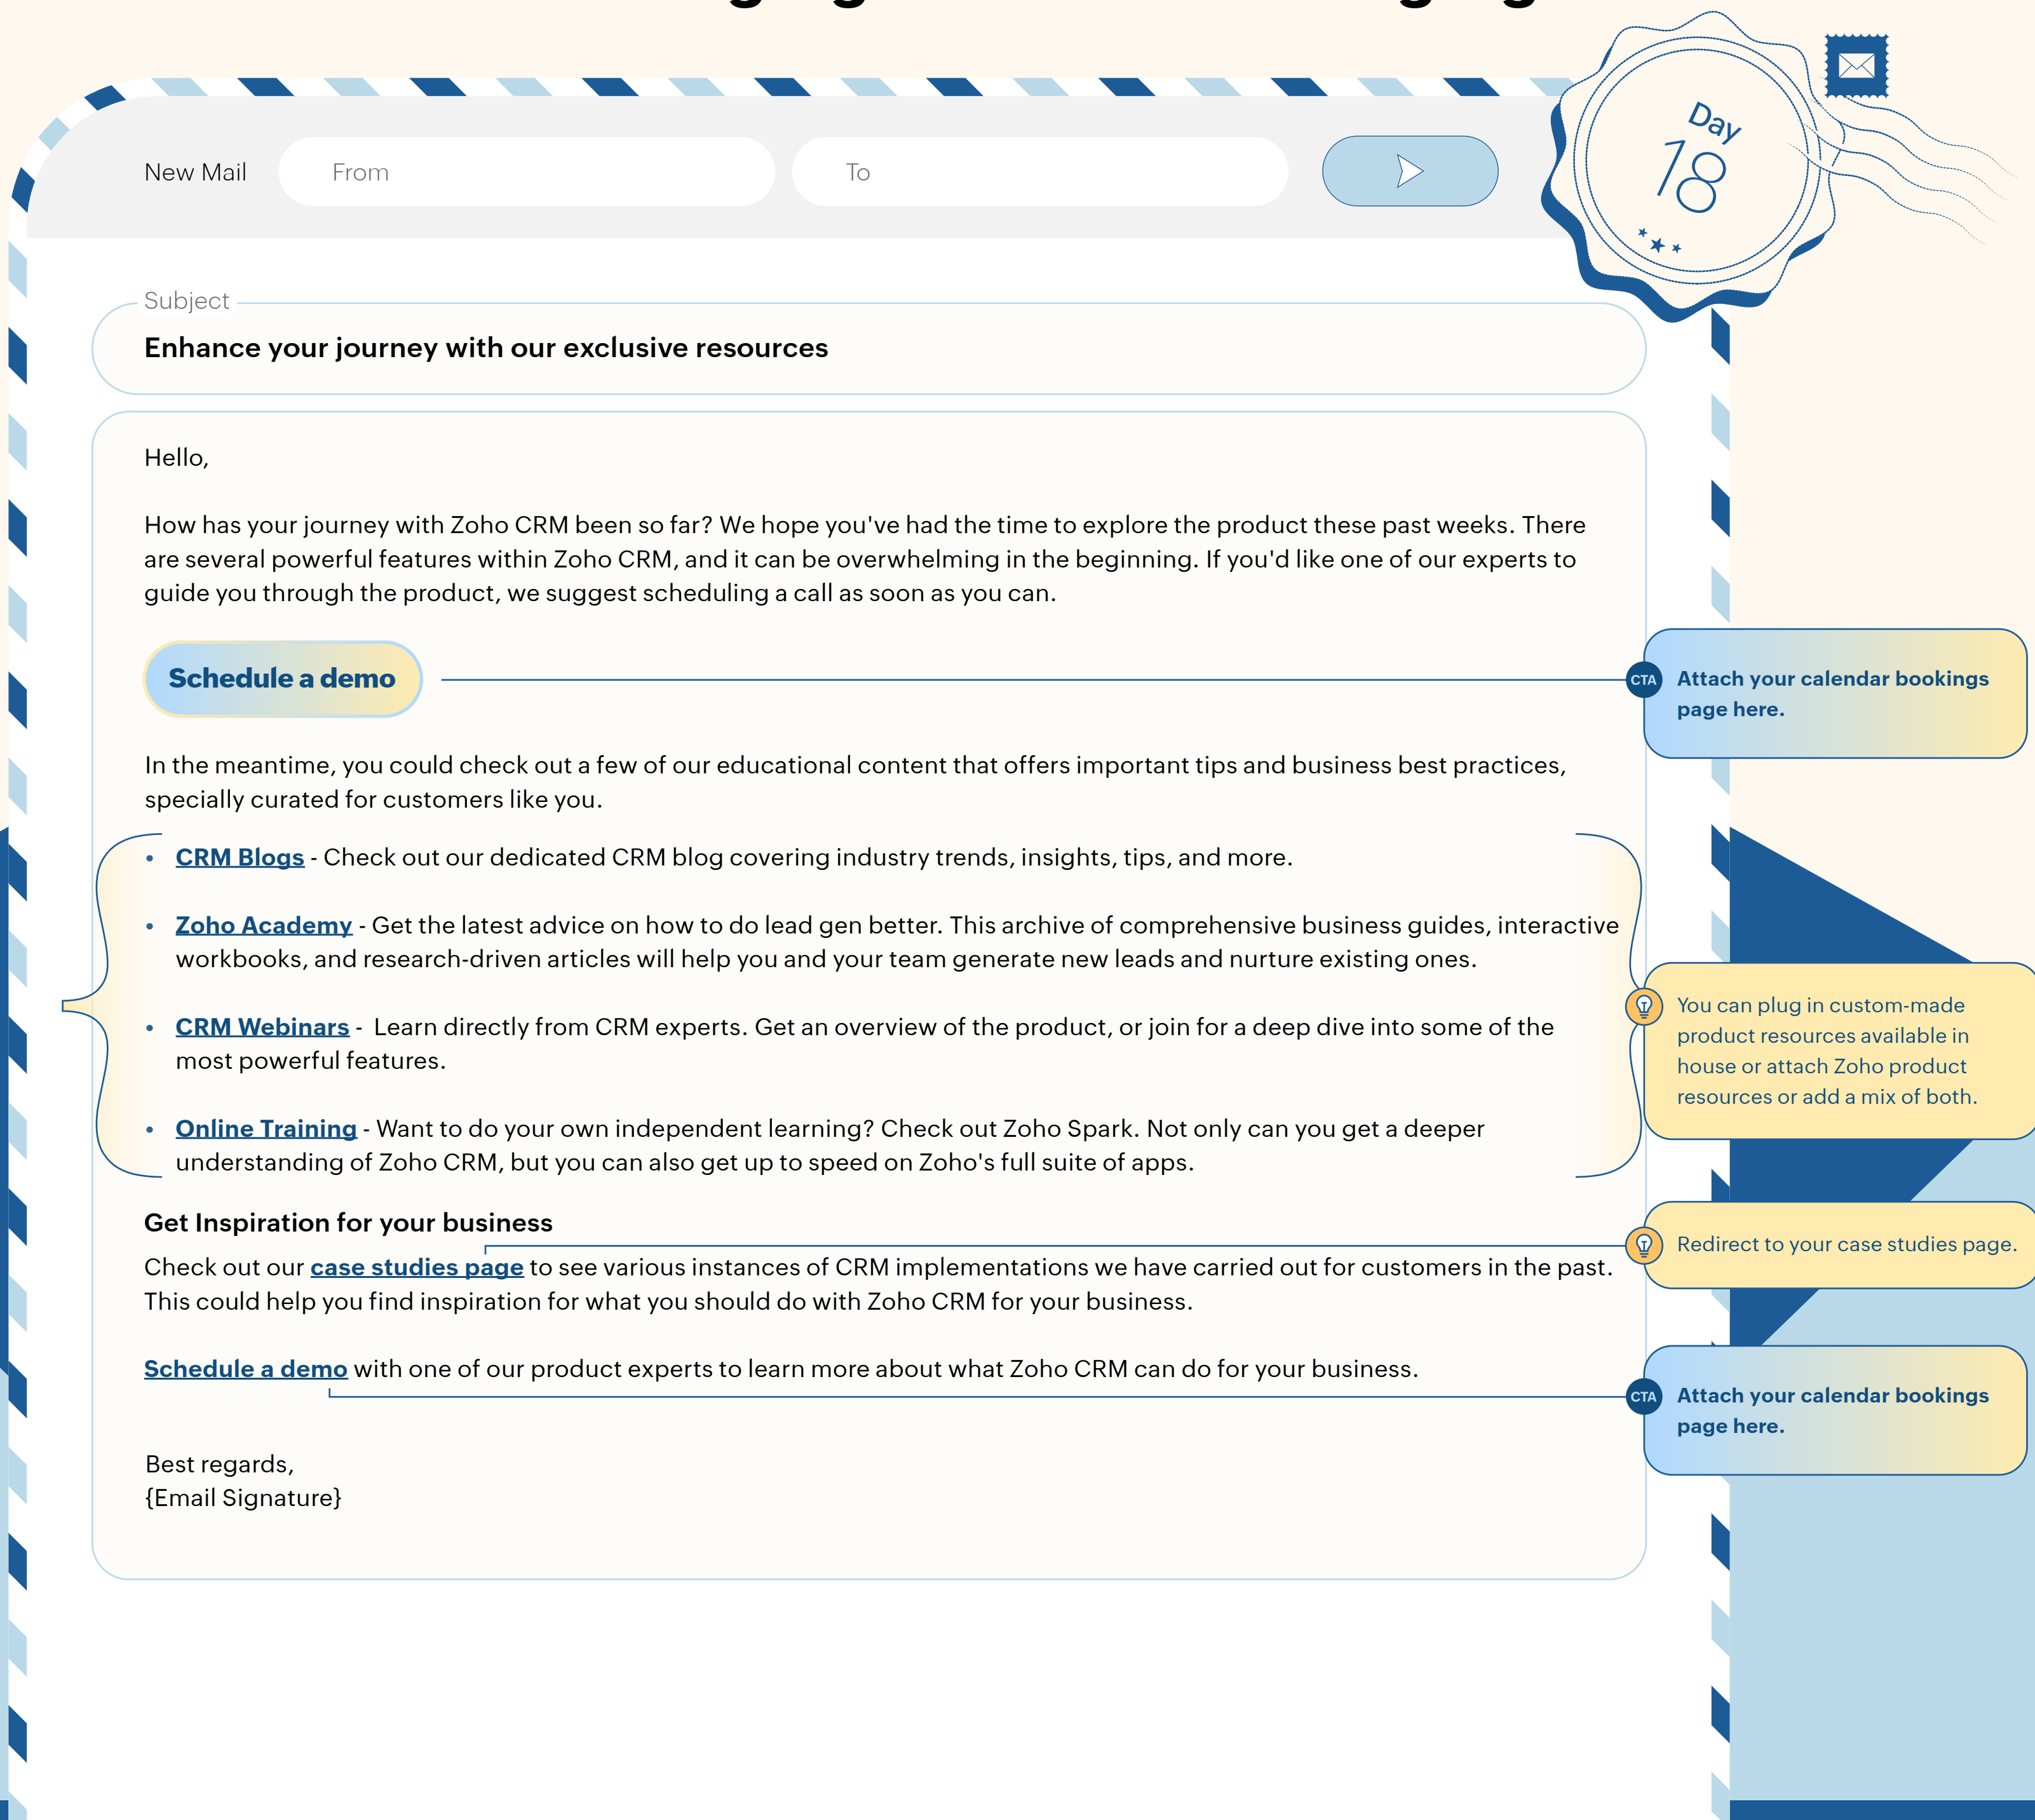 Day
18
New Mail
From
To
Subject
Enhance your journey with our exclusive resources
Hello,
How has your journey with Zoho CRM been so far? We hope you've had the time to explore the product these past weeks. There
are several powerful features within Zoho CRM, and it can be overwhelming in the beginning. If you'd like one of our experts to
guide you through the product, we suggest scheduling a call as soon as you can.
Schedule a demo
CTA
Attach your calendar bookings
page here.
In the meantime, you could check out a few of our educational content that offers important tips and business best practices,
specially curated for customers like you.
• CRM Blogs - Check out our dedicated CRM blog covering industry trends, insights, tips, and more.
• Zoho Academy - Get the latest advice on how to do lead gen better. This archive of comprehensive business guides, interactive
workbooks, and research-driven articles will help you and your team generate new leads and nurture existing ones.
• CRM Webinars -  Learn directly from CRM experts. Get an overview of the product, or join for a deep dive into some of the
most powerful features.
• Online Training - Want to do your own independent learning? Check out Zoho Spark. Not only can you get a deeper
understanding of Zoho CRM, but you can also get up to speed on Zoho's full suite of apps.
You can plug in custom-made
product resources available in
house or attach Zoho product
resources or add a mix of both.
Get Inspiration for your business
Check out our case studies page to see various instances of CRM implementations we have carried out for customers in the past.
This could help you find inspiration for what you should do with Zoho CRM for your business.
Redirect to your case studies page.
Schedule a demo with one of our product experts to learn more about what Zoho CRM can do for your business.
CTA
Attach your calendar bookings
page here.
Best regards,
{Email Signature}